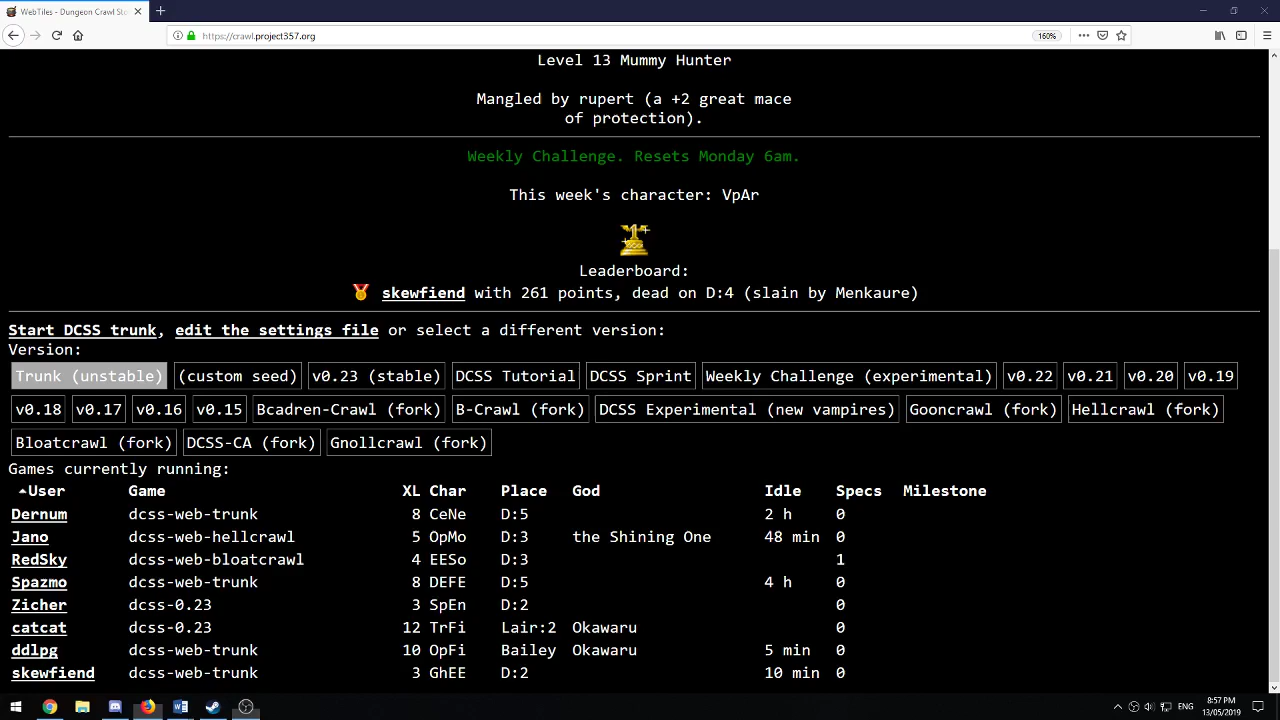 WebTiles - Dungeon Crawl Sto
https://crawl.project357.org
160%
Level 13 Mummy Hunter
Mangled by rupert (a +2 great mace
of protection).
Weekly Challenge. Resets Monday 6am.
This week's character: VpAr
Leaderboard:
skewfiend with 261 points, dead on D:4 (slain by Menkaure)
Start DCSS trunk, edit the settings file or select a different version:
Version:
Trunk (unstable) (custom seed) v0.23 (stable) DCSS Tutorial DCSS Sprint Weekly Challenge (experimental) v0.22 v0.21 v0.20 v0.19
v0.18 v0.17 v0.16 v0.15 Bcadren-Crawl (fork) B-Crawl (fork) DCSS Experimental (new vampires) Gooncrawl (fork) Hellcrawl (fork)
Bloatcrawl (fork) DCSS-CA (fork) Gnollcrawl (fork)
Games currently running:
User Game XL Char Place God Idle Specs Milestone
Dernum dcss-web-trunk 8 CeNe D:5 2 h 0
Jano dcss-web-hellcrawl 5 OpMo D:3 the Shining One 48 min 0
RedSky dcss-web-bloatcrawl 4 EESo D:3 1
Spazmo dcss-web-trunk 8 DEFE D:5 4 h 0
Zicher dcss-0.23 3 SpEn D:2 0
catcat dcss-0.23 12 TrFi Lair:2 Okawaru 0
ddlpg dcss-web-trunk 10 OpFi Bailey Okawaru 5 min 0
skewfiend dcss-web-trunk 3 GhEE D:2 10 min 0
ENG
8:57 PM
13/05/2019